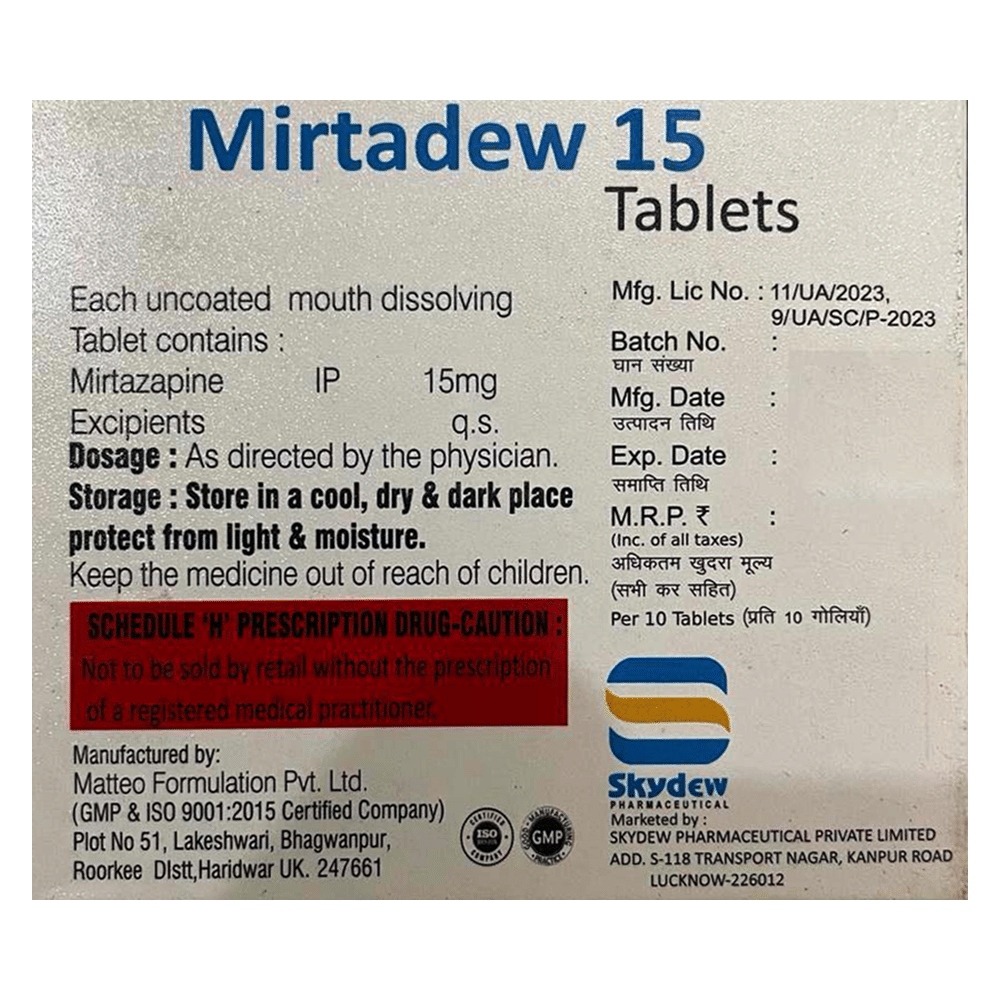 Mirtadew 15
Tablets
Each uncoated mouth dissolving
Tablet contains :
Mirtazapine IP 15mg
Excipients q.s.
Dosage : As directed by the physician.
Storage : Store in a cool, dry & dark place
protect from light & moisture.
Keep the medicine out of reach of children.
SCHEDULE 'H' PRESCRIPTION DRUG-CAUTION :
Not to be sold by retail without the prescription
of a registered medical practitioner.
Manufactured by:
Matteo Formulation Pvt. Ltd.
(GMP & ISO 9001:2015 Certified Company)
Plot No 51, Lakeshwari, Bhagwanpur,
Roorkee DIstt,Haridwar UK. 247661
CERTIFIED
ISO
COMPANY
GOOD MANUFACTURING
GMP
PRACTICE
Mfg. Lic No. : 11/UA/2023,
9/UA/SC/P-2023
Batch No. :
घान संख्या
Mfg. Date :
उत्पादन तिथि
Exp. Date :
समाप्ति तिथि
M.R.P. ₹ :
(Inc. of all taxes)
अधिकतम खुदरा मूल्य
(सभी कर सहित)
Per 10 Tablets (प्रति 10 गोलियाँ)
Skydew
PHARMACEUTICAL
Marketed by :
SKYDEW PHARMACEUTICAL PRIVATE LIMITED
ADD. S-118 TRANSPORT NAGAR, KANPUR ROAD
LUCKNOW-226012